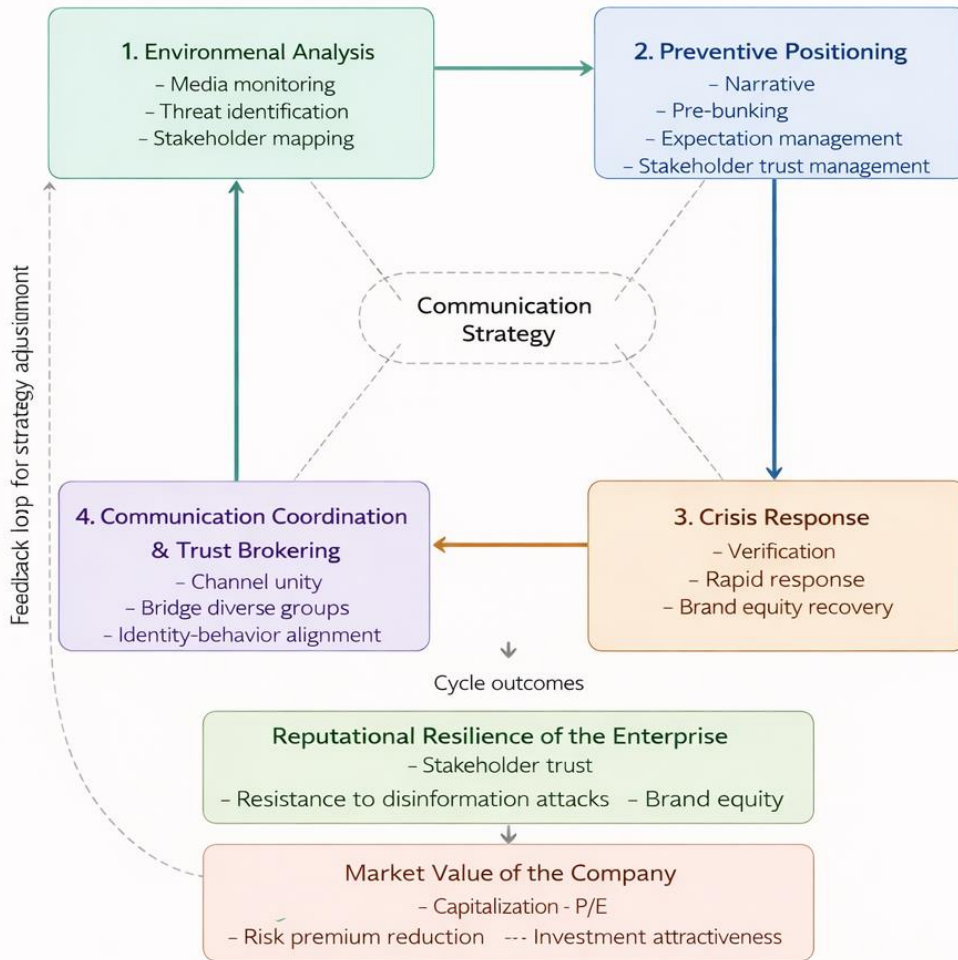 1. Environmenal Analysis
– Media monitoring
– Threat identification
– Stakeholder mapping
2. Preventive Positioning
– Narrative
– Pre-bunking
– Expectation management
– Stakeholder trust management
Communication
Strategy
Feedback loop for strategy
4. Communication Coordination
& Trust Brokering
– Channel unity
– Bridge diverse groups
– Identity-behavior alignment
3. Crisis Response
– Verification
– Rapid response
– Brand equity recovery
Cycle outcomes
Reputational Resilience of the Enterprise
– Stakeholder trust
– Resistance to disinformation attacks – Brand equity
Market Value of the Company
– Capitalization - P/E
– Risk premium reduction --- Investment attractiveness